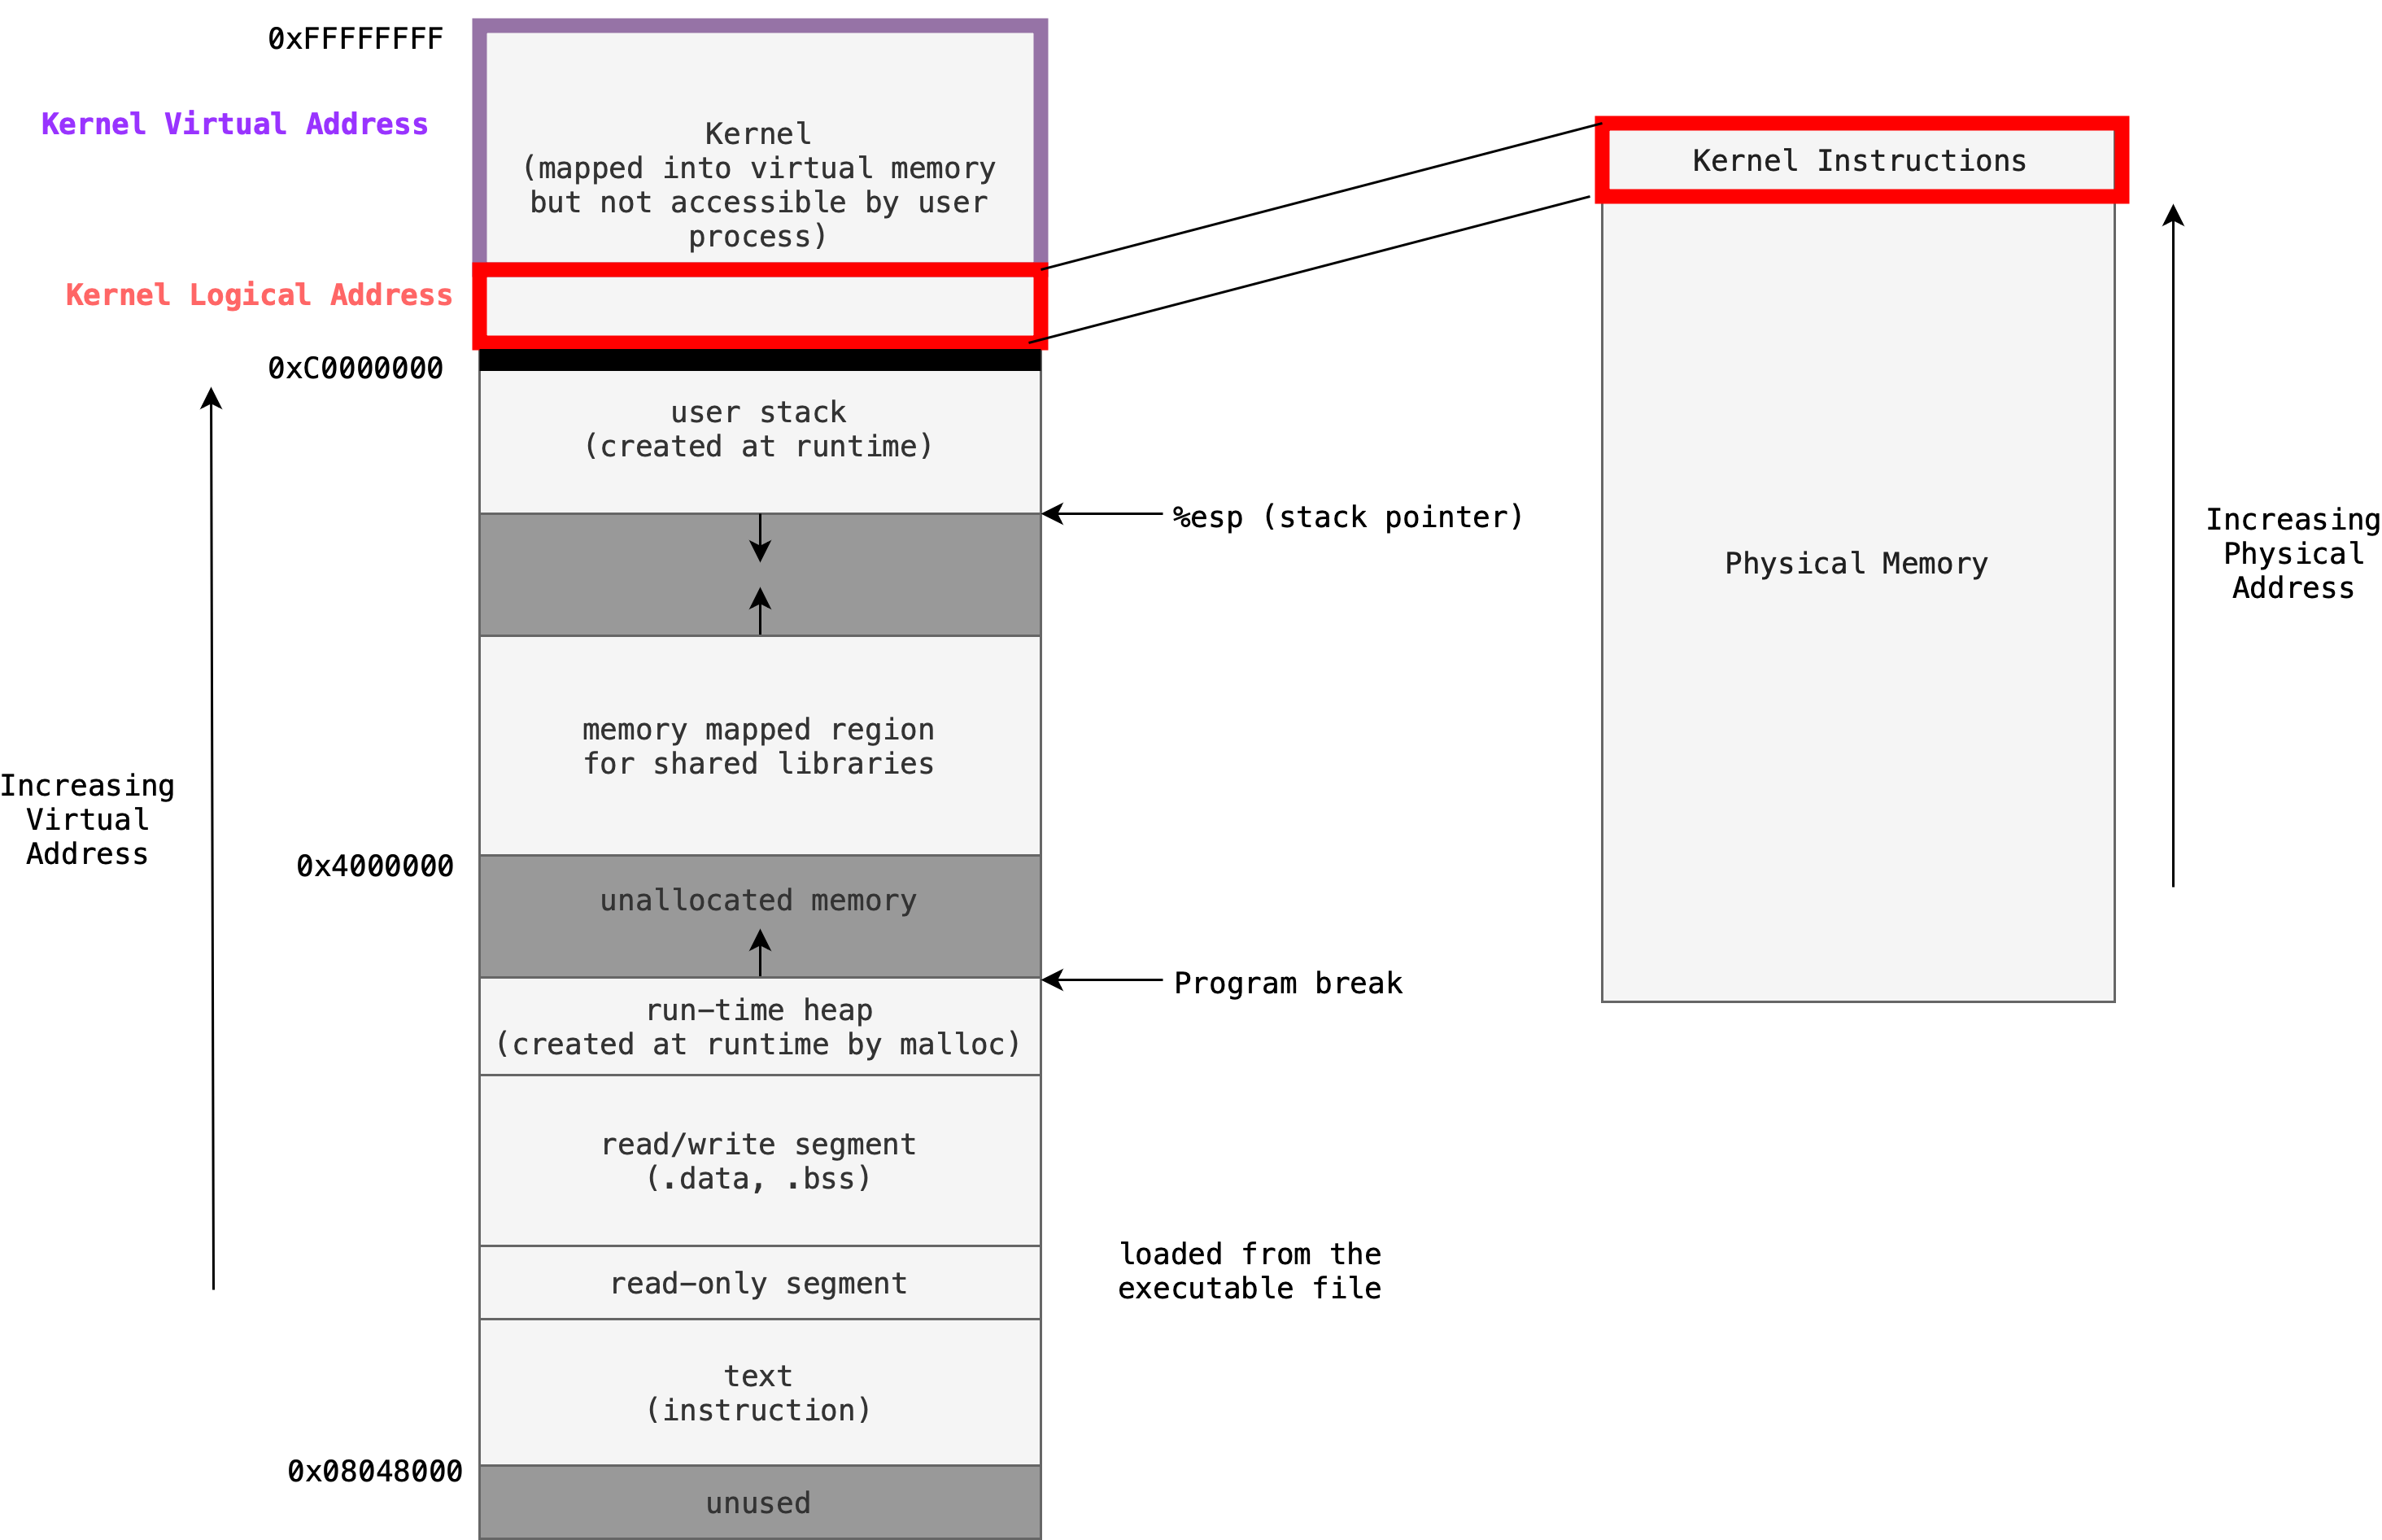 0xFFFFFFFF
Kernel Virtual Address
Kernel
(mapped into virtual memory
but not accessible by user
process)
Kernel Logical Address
0xC0000000
user stack
(created at runtime)
%esp (stack pointer)
memory mapped region
for shared libraries
Increasing
Virtual
Address
0x4000000
unallocated memory
Program break
run-time heap
(created at runtime by malloc)
read/write segment
(.data, .bss)
loaded from the
executable file
read-only segment
text
(instruction)
0x08048000
unused
Kernel Instructions
Physical Memory
Increasing
Physical
Address